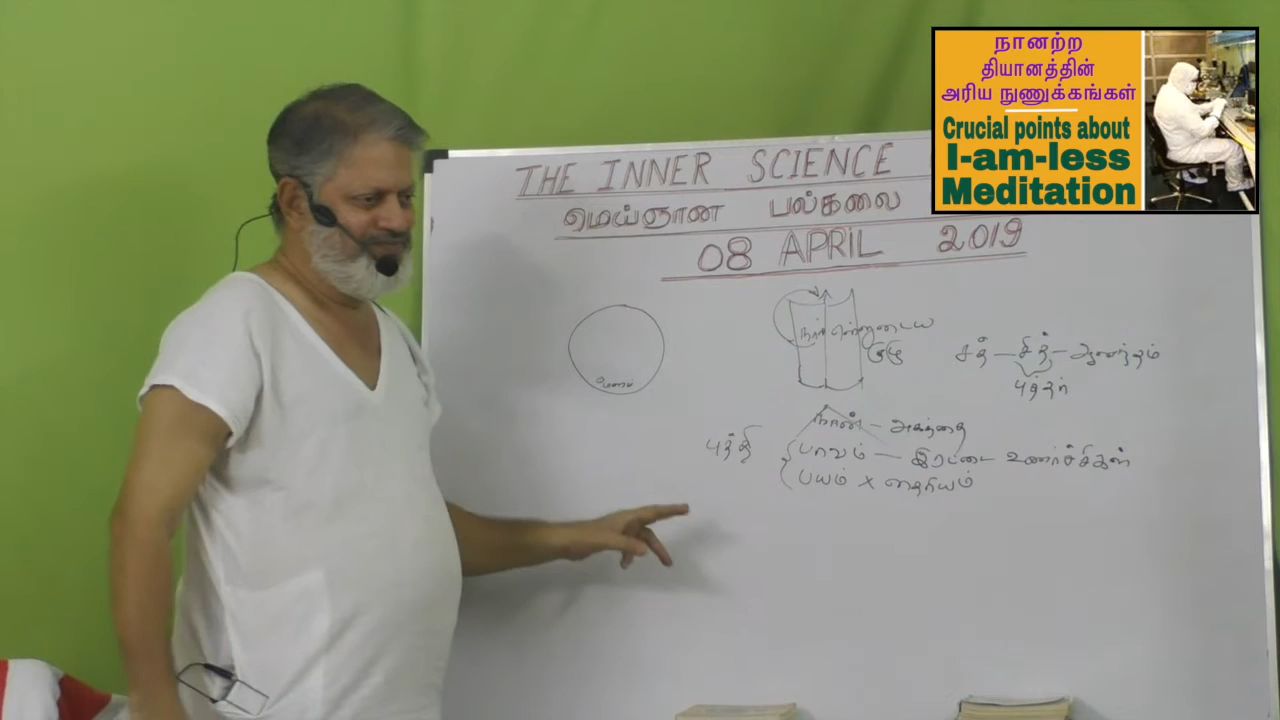 நானற்ற
தியானத்தின்
அரிய நுணுக்கங்கள்
Crucial points about
I-am-less
Meditation
THE INNER SCIENCE
மெய்ஞான பல்கலை
08 APRIL 2019
நான் என்னுடைய
குழு
சத் - சித் - ஆனந்தம்
புத்தர்
மனம்
நான் - அகந்தை
புத்தி
பாவம் - இரட்டை உணர்ச்சிகள்
பயம் x தைரியம்